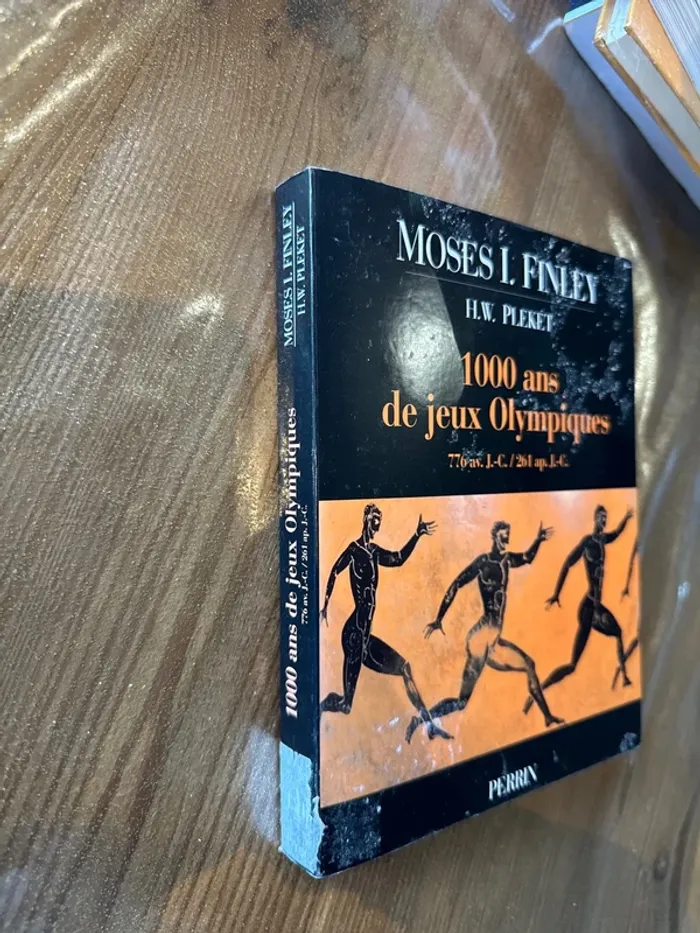 MOSES I. FINLEY
H.W. PLEKET
1000 ans
de jeux Olympiques
776 av. J.-C. / 261 ap. J.-C.
PERRIN
MOSES I. FINLEY
H.W. PLEKET
1000 ans de jeux Olympiques
776 av. J.-C. / 261 ap. J.-C.